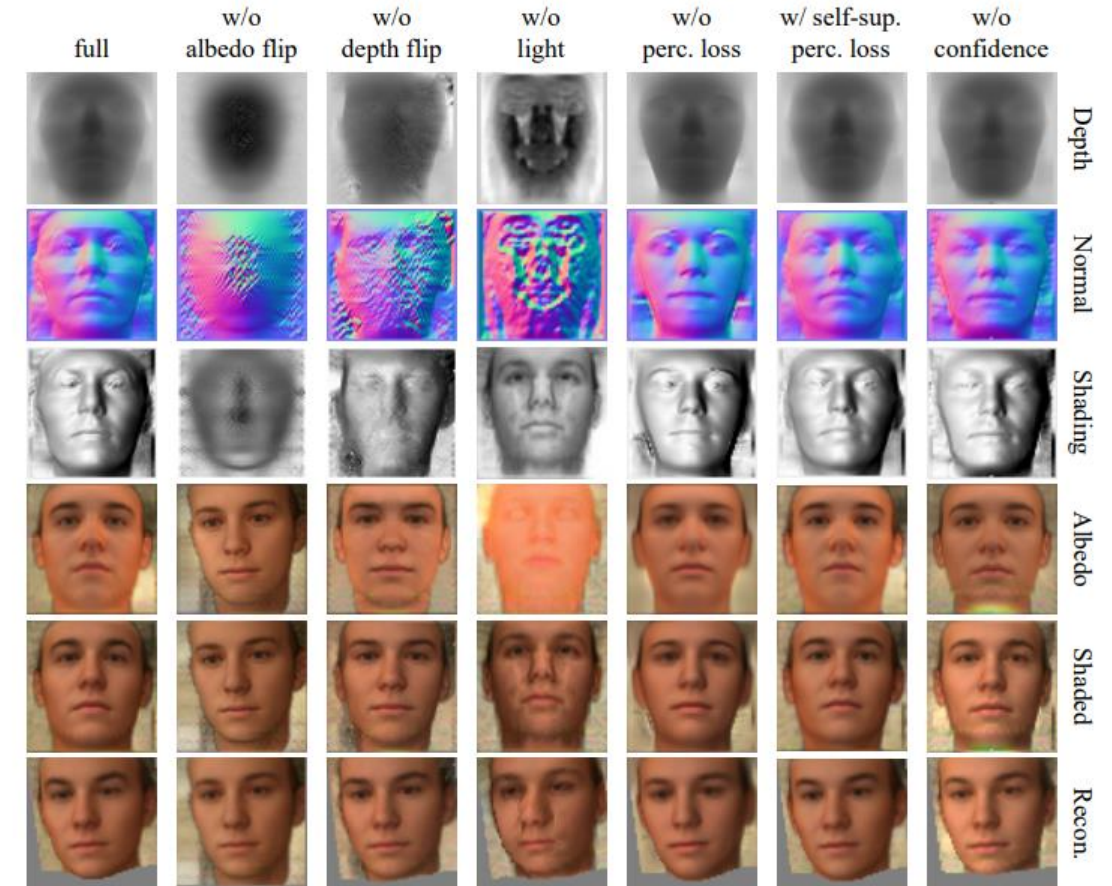 full
w/o
albedo flip
w/o
depth flip
w/o
light
w/o
perc. loss
w/ self-sup.
perc. loss
w/o
confidence
Depth
Normal
Shading
Albedo
Shaded
Recon.